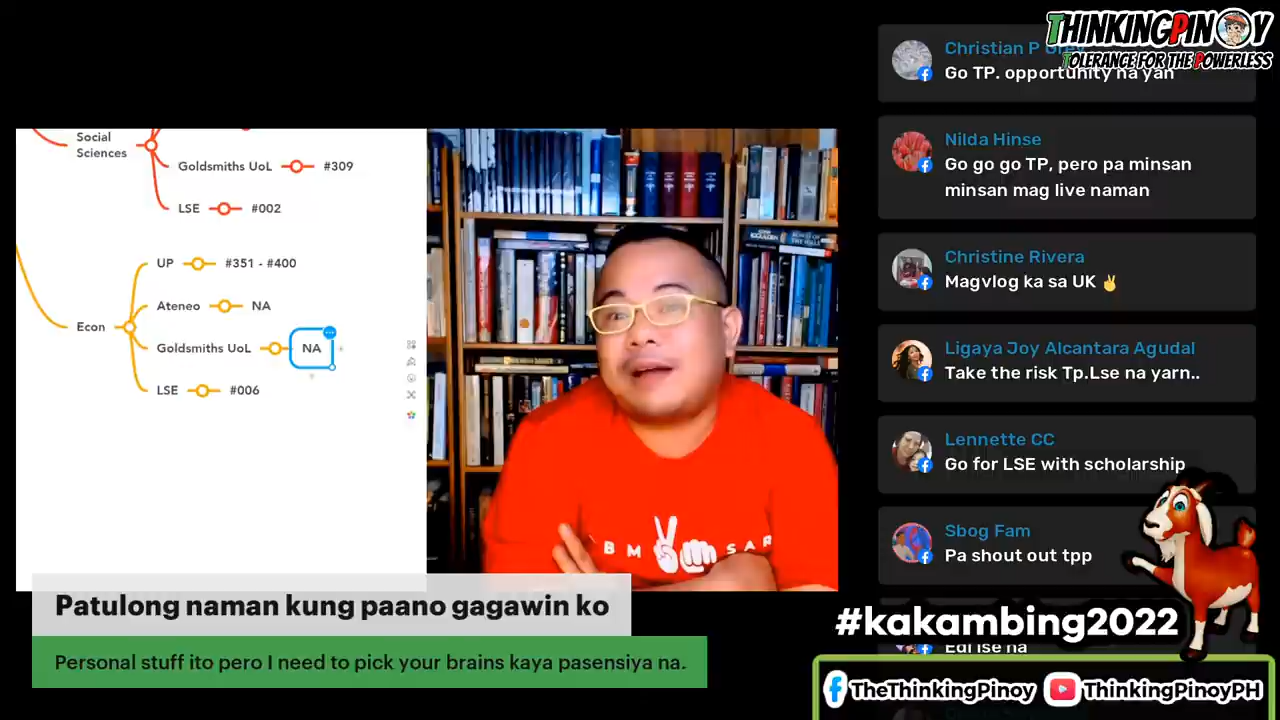 THINKINGPINOY
TOLERANCE FOR THE POWERLESS
Social
Sciences
Goldsmiths UoL #309
LSE #002
Econ
UP #351 - #400
Ateneo NA
Goldsmiths UoL NA
LSE #006
BM SAR
Patulong naman kung paano gagawin ko
Personal stuff ito pero I need to pick your brains kaya pasensiya na.
Christian P
Go TP. opportunity na yan
Nilda Hinse
Go go go TP, pero pa minsan
minsan mag live naman
Christine Rivera
Magvlog ka sa UK ✌
Ligaya Joy Alcantara Agudal
Take the risk Tp.Lse na yarn..
Lennette CC
Go for LSE with scholarship
Sbog Fam
Pa shout out tpp
#kakambing2022
Edi lse na
TheThinkingPinoy ThinkingPinoyPH